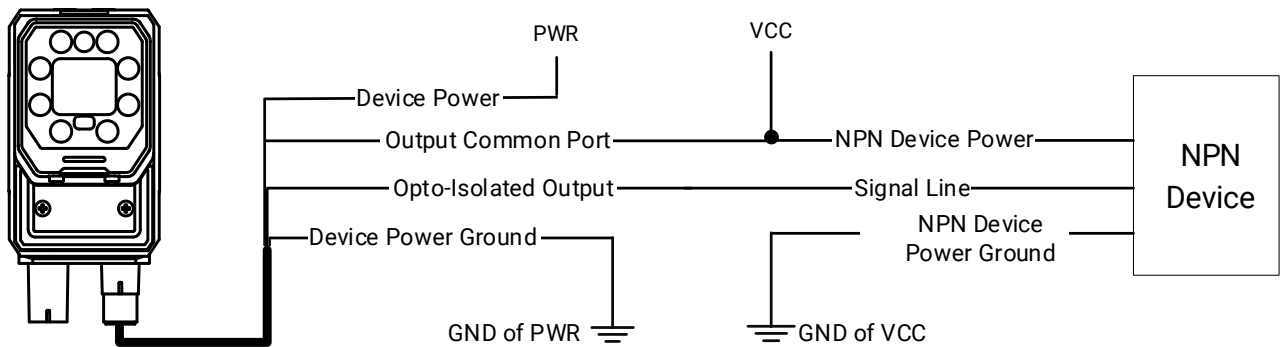 PWR
VCC
Device Power
Output Common Port
NPN Device Power
Opto-Isolated Output
Signal Line
Device Power Ground
NPN Device
Power Ground
NPN
Device
GND of PWR
GND of VCC